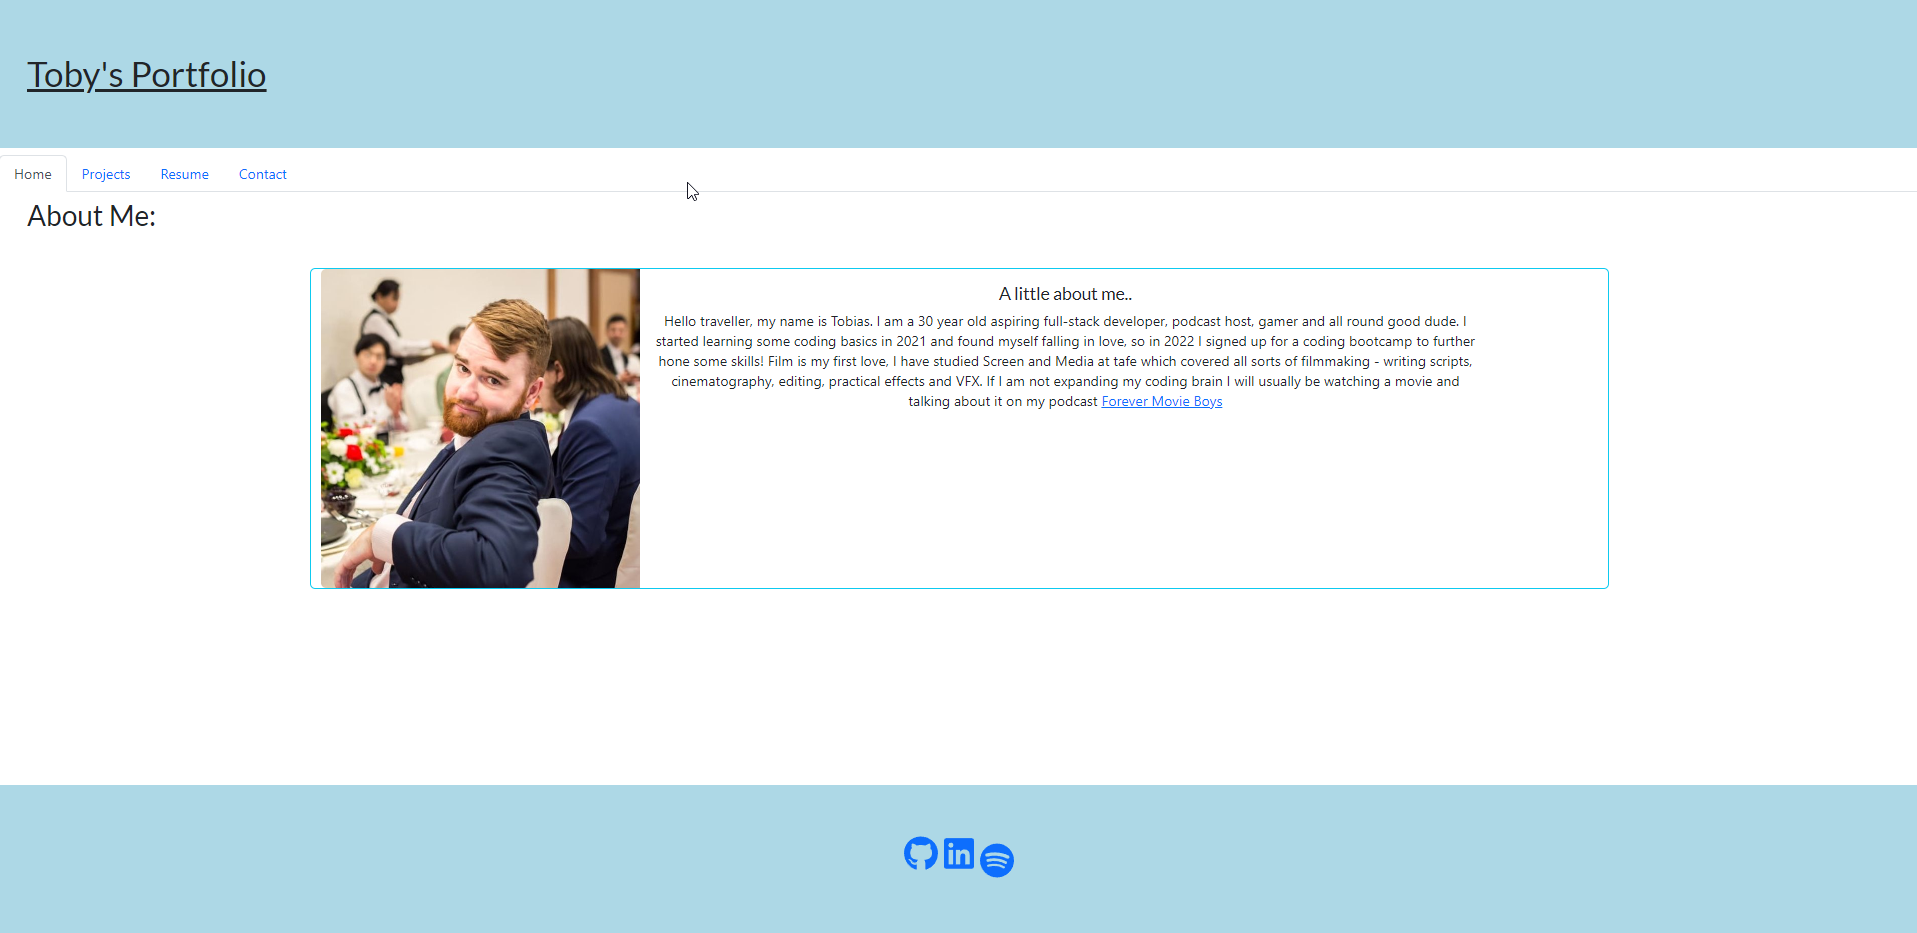 Toby's Portfolio
Home Projects Resume Contact
About Me:
A little about me..
Hello traveller, my name is Tobias. I am a 30 year old aspiring full-stack developer, podcast host, gamer and all round good dude. I
started learning some coding basics in 2021 and found myself falling in love, so in 2022 I signed up for a coding bootcamp to further
hone some skills! Film is my first love, I have studied Screen and Media at tafe which covered all sorts of filmmaking - writing scripts,
cinematography, editing, practical effects and VFX. If I am not expanding my coding brain I will usually be watching a movie and
talking about it on my podcast Forever Movie Boys
in